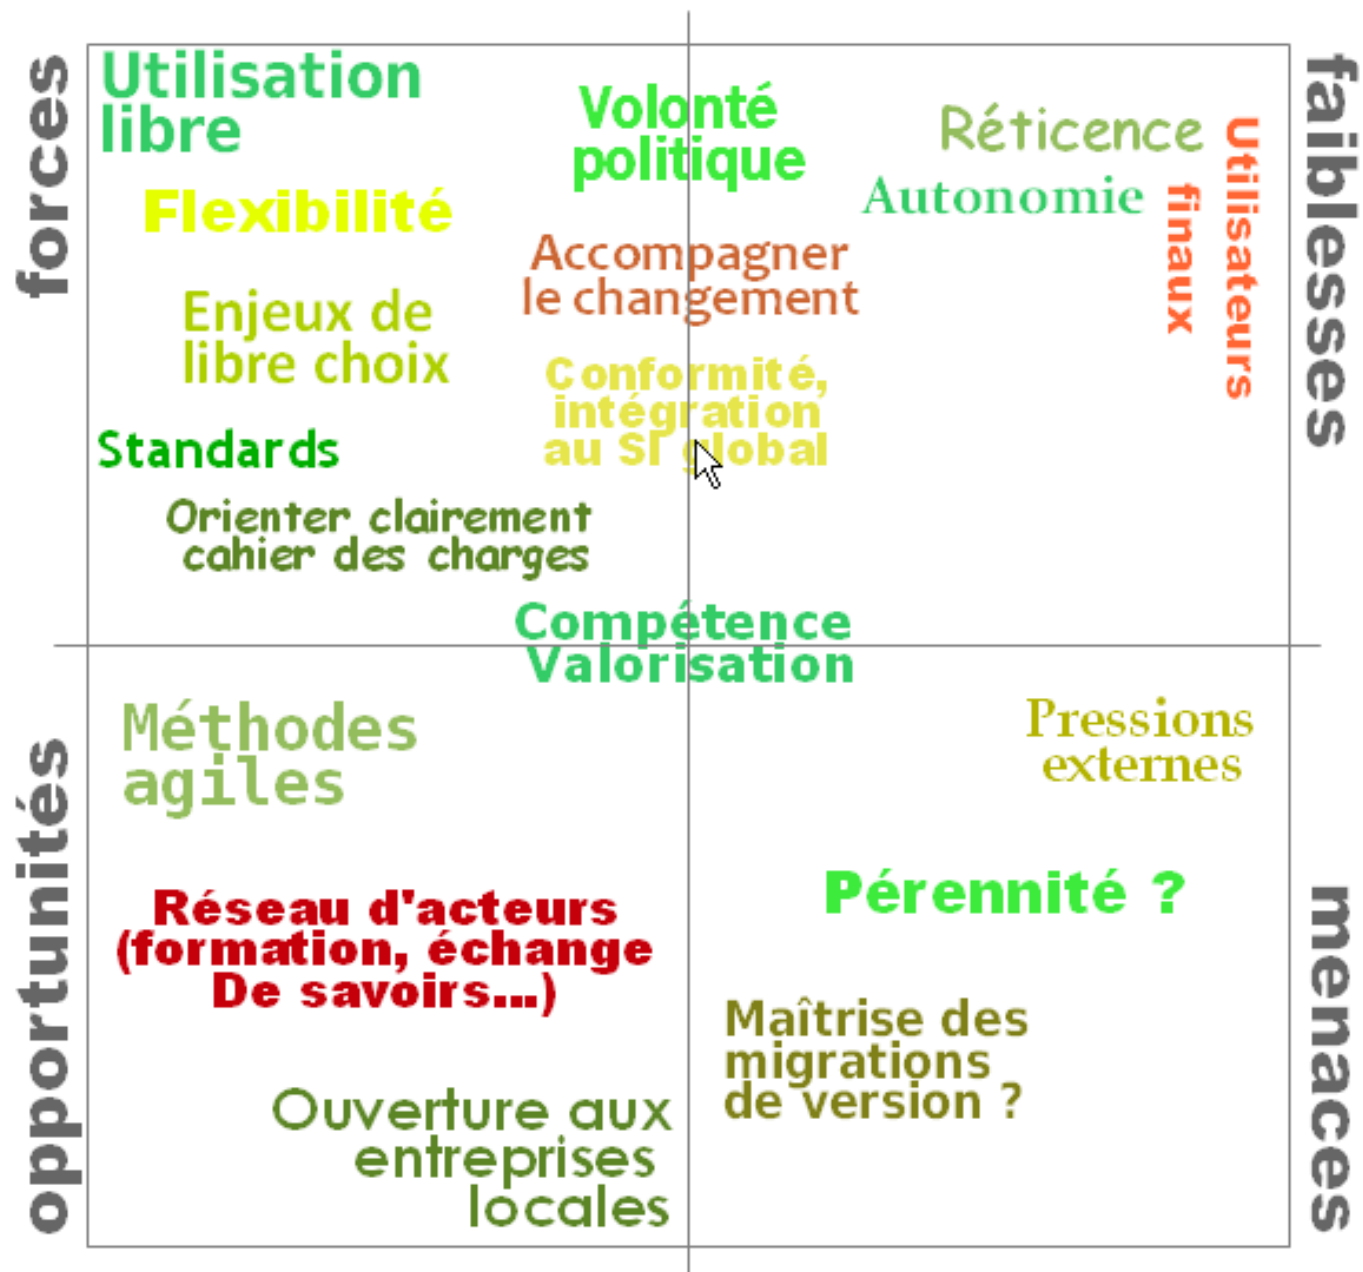 forces
Utilisation
libre
Flexibilité
Enjeux de
libre choix
Standards
Orienter clairement
cahier des charges
Volonté
politique
Accompagner
le changement
Conformité,
intégration
au SI global
Compétence
Valorisation
faiblesses
Réticence
Autonomie
Utilisateurs
finaux
opportunités
Méthodes
agiles
Réseau d'acteurs
(formation, échange
De savoirs...)
Ouverture aux
entreprises
locales
menaces
Pressions
externes
Pérennité ?
Maîtrise des
migrations
de version ?